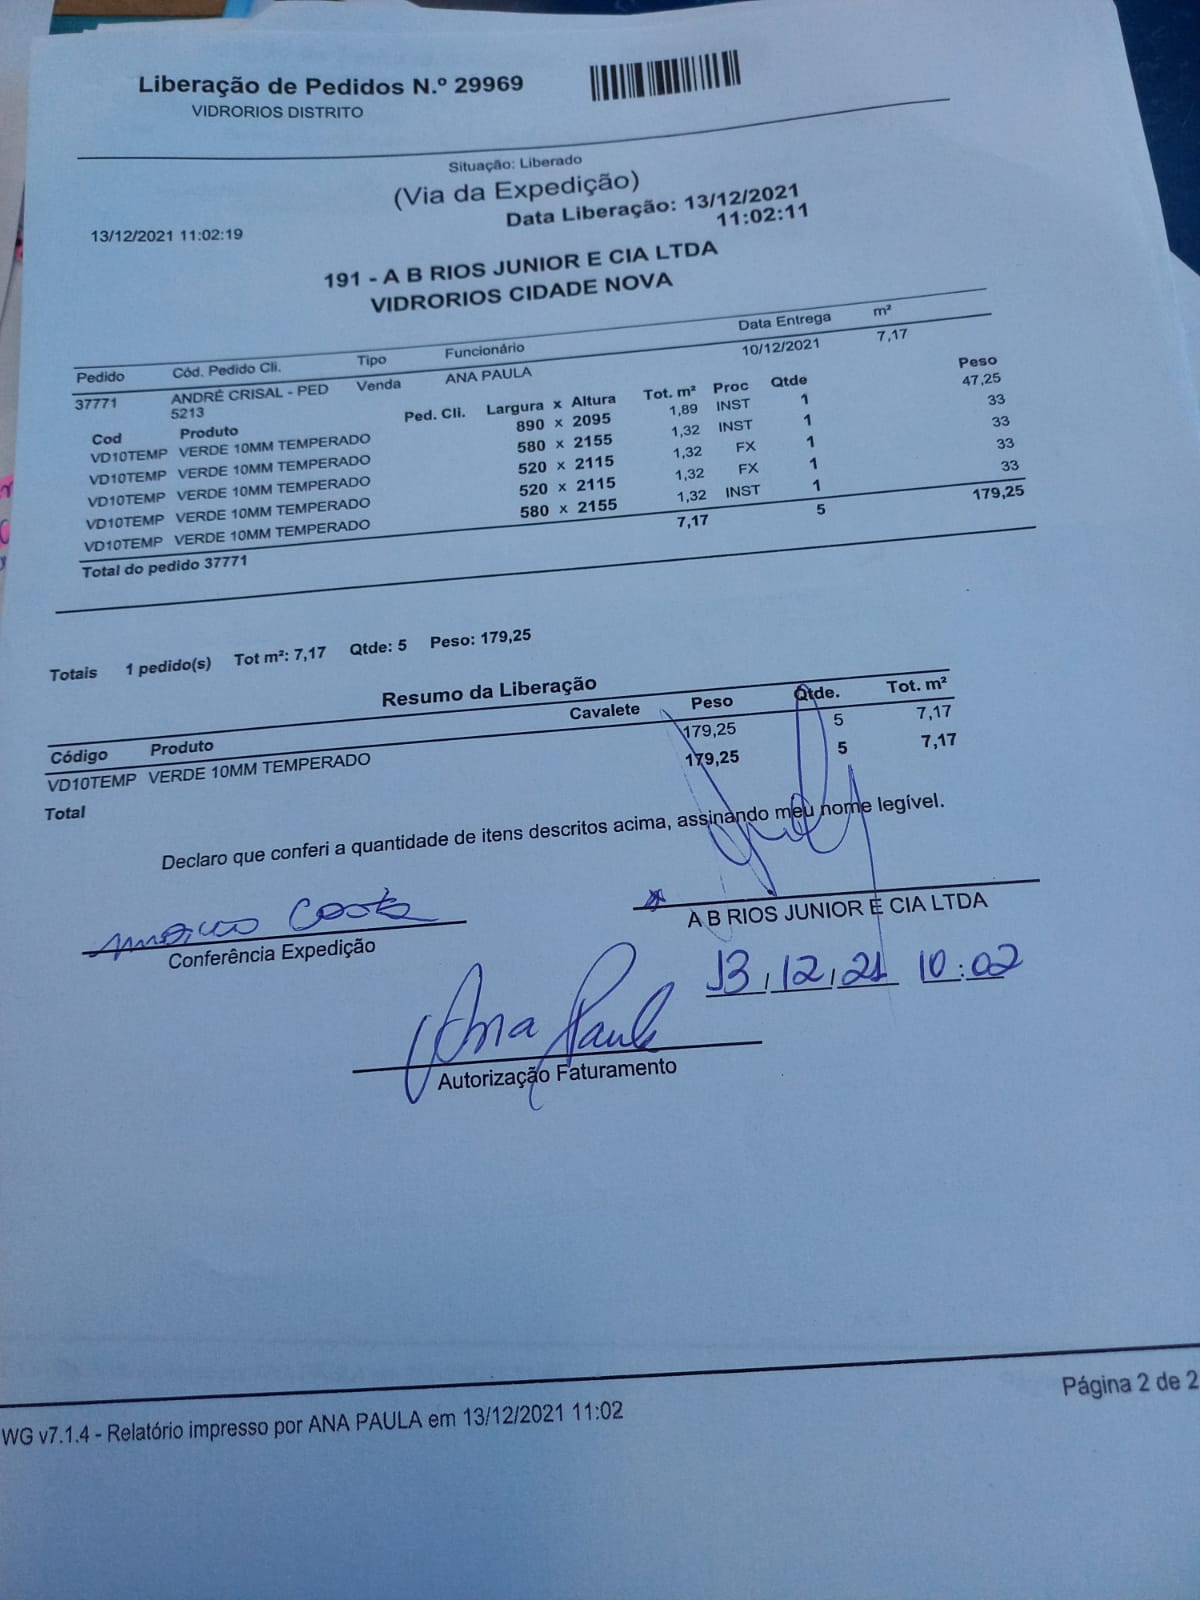 Liberação de Pedidos N.º 29969
VIDRORIOS DISTRITO
Situação: Liberado
(Via da Expedição)
13/12/2021 11:02:19 Data Liberação: 13/12/2021
11:02:11
191 - A B RIOS JUNIOR E CIA LTDA
VIDRORIOS CIDADE NOVA
Pedido Cód. Pedido Cli. Tipo Funcionário Data Entrega m²
37771 ANDRÊ CRISAL - PED 5213 Venda ANA PAULA 10/12/2021 7,17
Cod Produto Ped. Cli. Largura x Altura Tot. m² Proc Qtde Peso
VD10TEMP VERDE 10MM TEMPERADO 890 x 2095 1,89 INST 1 47,25
VD10TEMP VERDE 10MM TEMPERADO 580 x 2155 1,32 INST 1 33
VD10TEMP VERDE 10MM TEMPERADO 520 x 2115 1,32 FX 1 33
VD10TEMP VERDE 10MM TEMPERADO 520 x 2115 1,32 FX 1 33
VD10TEMP VERDE 10MM TEMPERADO 580 x 2155 1,32 INST 1 33
Total do pedido 37771 7,17 5 179,25
Totais 1 pedido(s) Tot m²: 7,17 Qtde: 5 Peso: 179,25
Resumo da Liberação
Código Produto Cavalete Peso Qtde. Tot. m²
VD10TEMP VERDE 10MM TEMPERADO 179,25 5 7,17
Total 179,25 5 7,17
Declaro que conferi a quantidade de itens descritos acima, assinando meu nome legível.
Costa
Conferência Expedição
A B RIOS JUNIOR E CIA LTDA
13/12/21 10:02
Ana Paula
Autorização Faturamento
WG v7.1.4 - Relatório impresso por ANA PAULA em 13/12/2021 11:02
Página 2 de 2